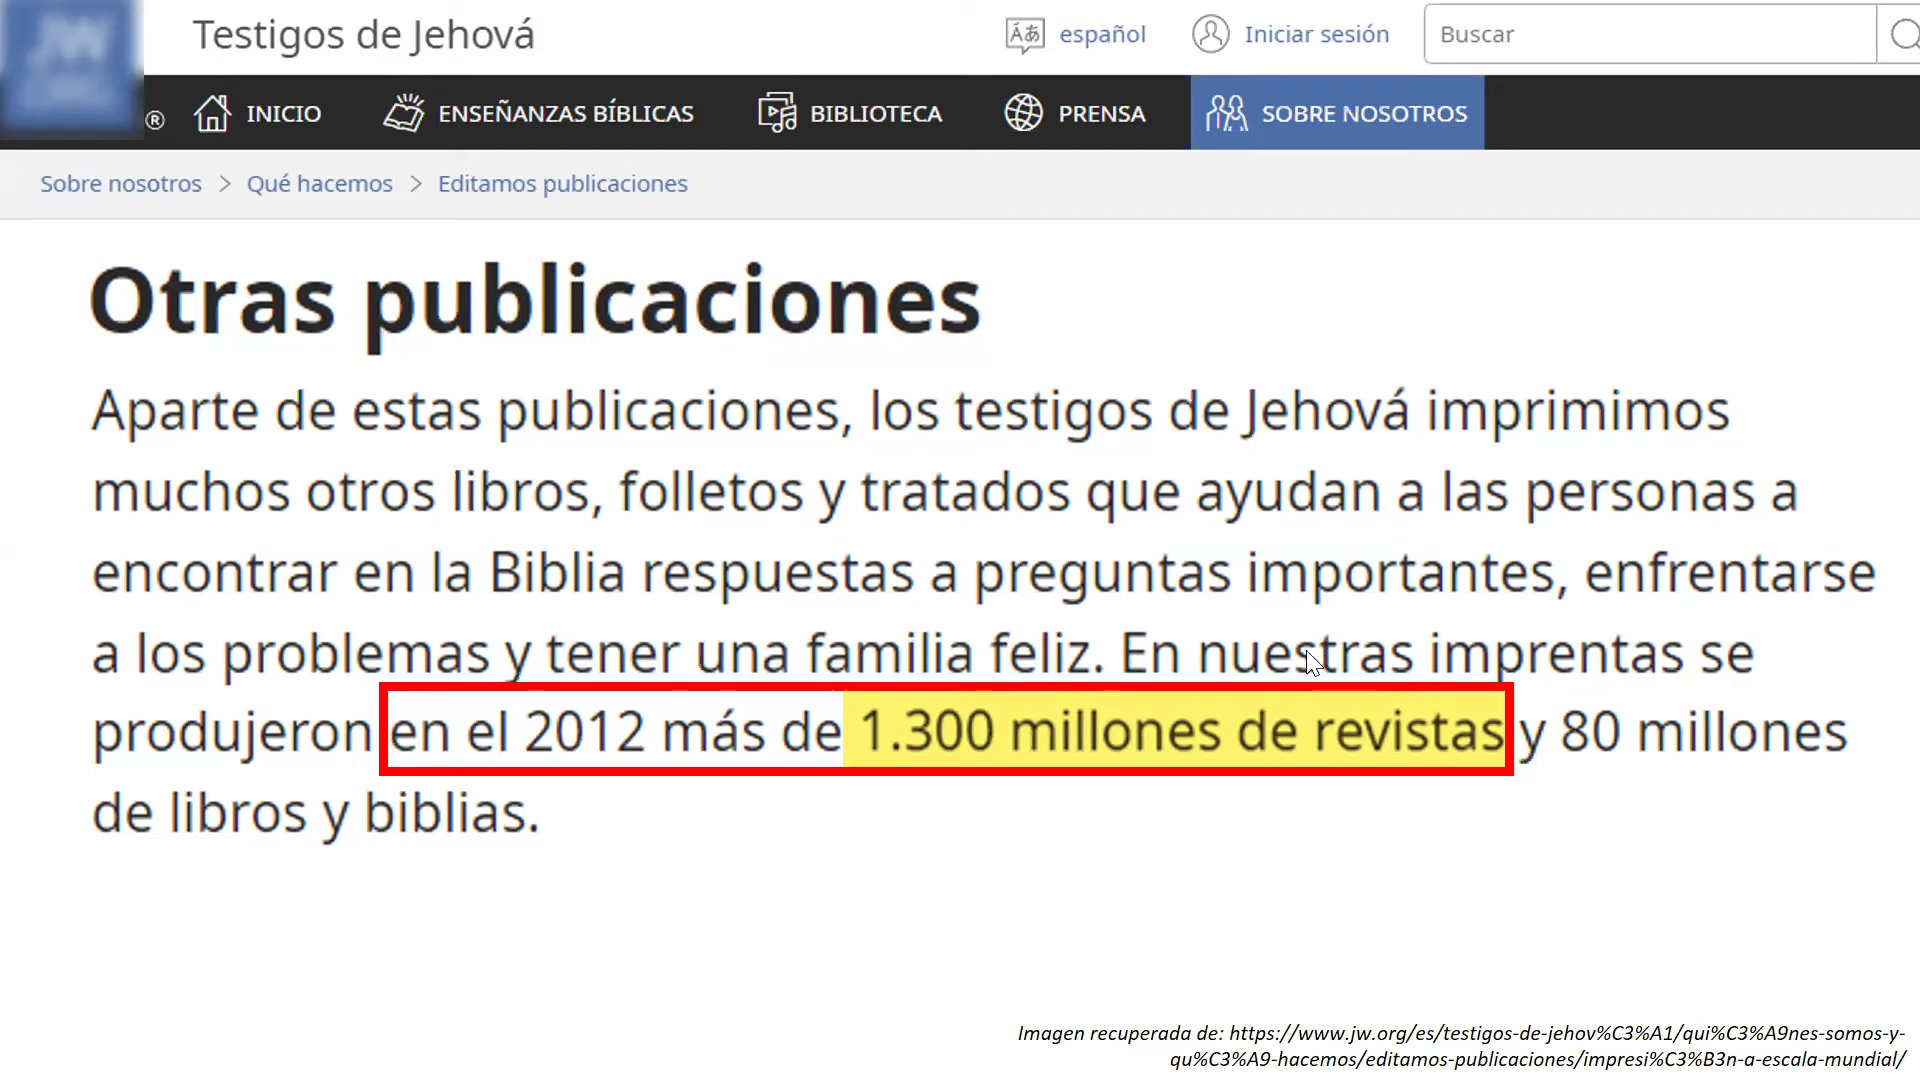 JW
ORG
®
Testigos de Jehová
español
Iniciar sesión
Buscar
INICIO
ENSEÑANZAS BÍBLICAS
BIBLIOTECA
PRENSA
SOBRE NOSOTROS
Sobre nosotros > Qué hacemos > Editamos publicaciones
Otras publicaciones
Aparte de estas publicaciones, los testigos de Jehová imprimimos
muchos otros libros, folletos y tratados que ayudan a las personas a
encontrar en la Biblia respuestas a preguntas importantes, enfrentarse
a los problemas y tener una familia feliz. En nuestras imprentas se
produjeron en el 2012 más de 1.300 millones de revistas y 80 millones
de libros y biblias.
Imagen recuperada de: https://www.jw.org/es/testigos-de-jehov%C3%A1/qui%C3%A9nes-somos-y-
qu%C3%A9-hacemos/editamos-publicaciones/impresi%C3%B3n-a-escala-mundial/